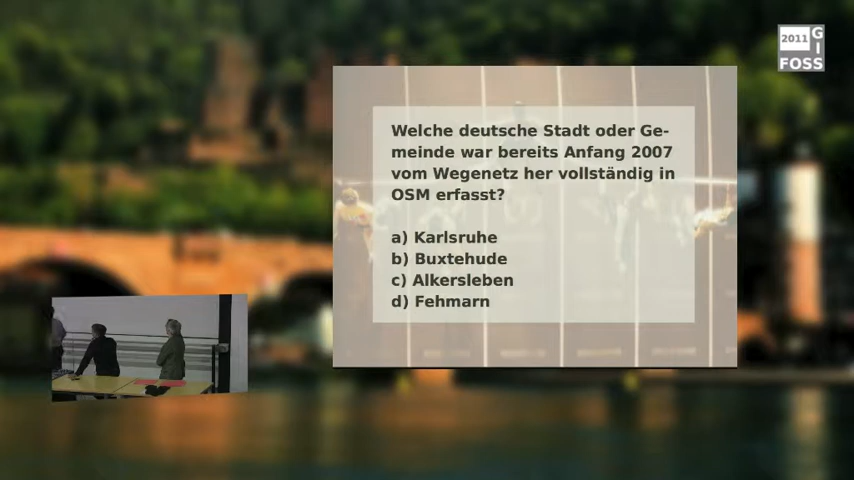 2011 G
I
FOSS
Welche deutsche Stadt oder Ge-
meinde war bereits Anfang 2007
vom Wegenetz her vollständig in
OSM erfasst?
a) Karlsruhe
b) Buxtehude
c) Alkersleben
d) Fehmarn